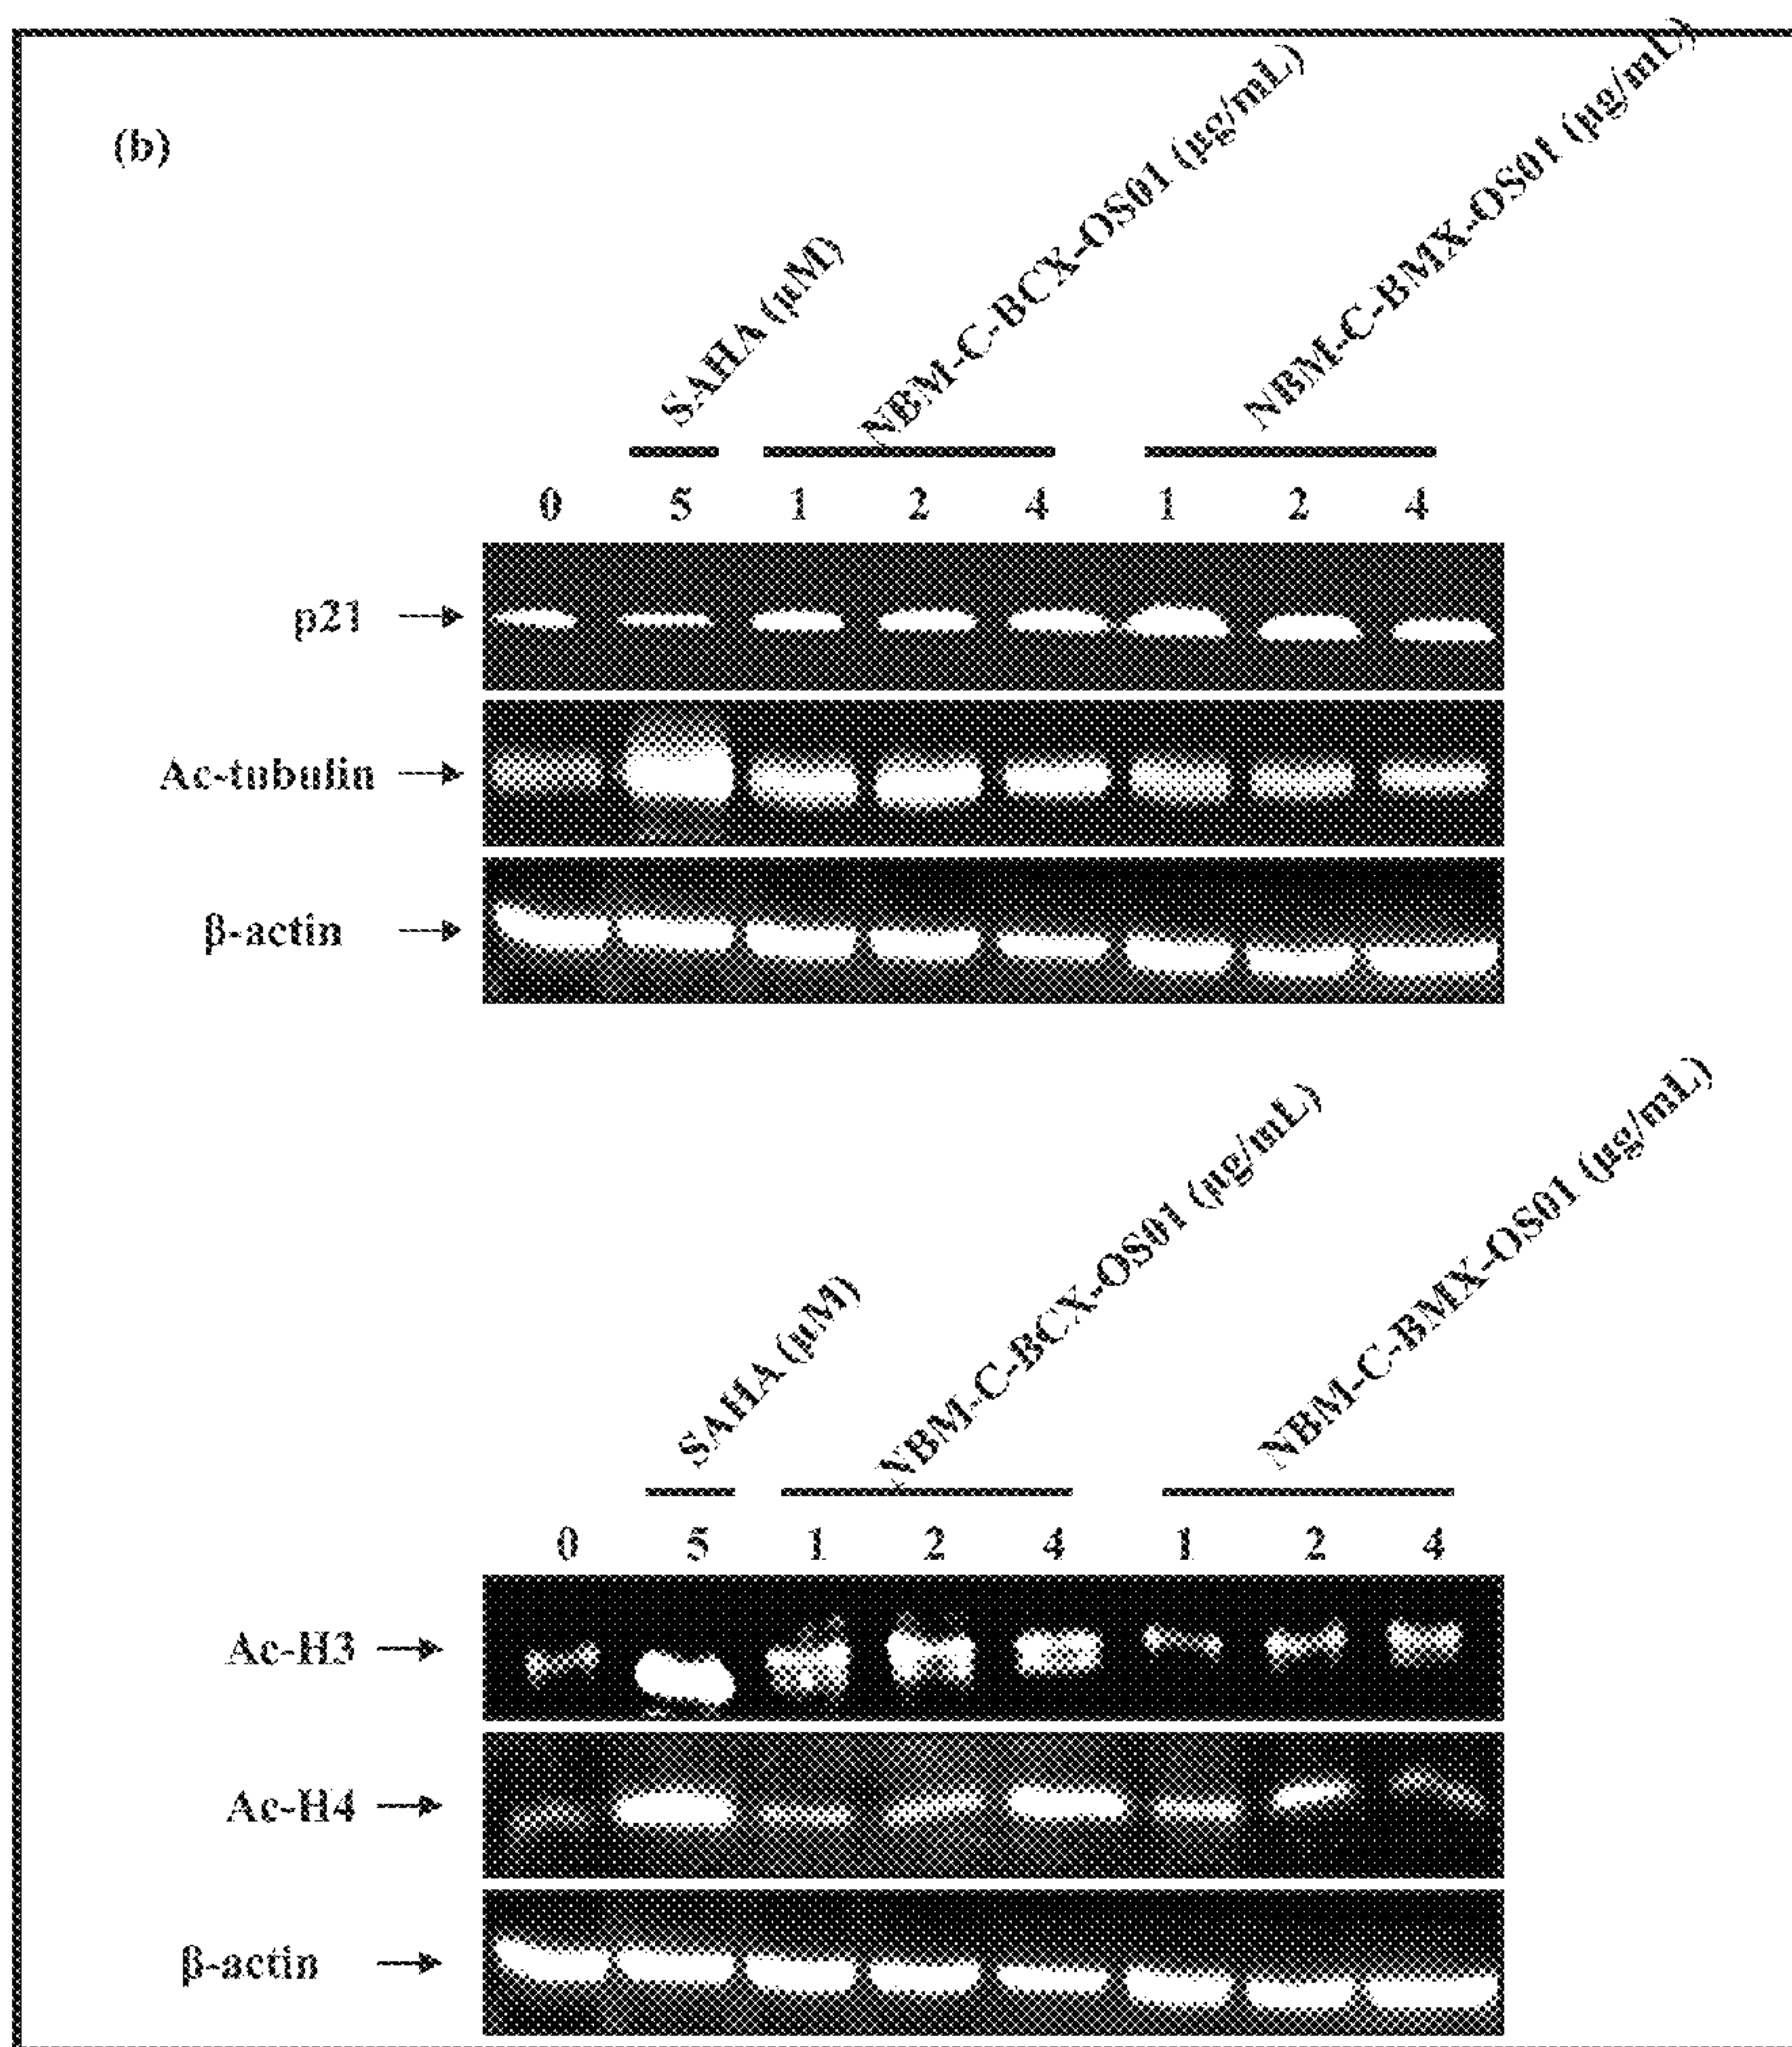 (b)
SAHA (μM)
NBM-C-BCX-OS01 (μg/mL)
NBM-C-BMX-OS01 (μg/mL)
0 5 1 2 4 1 2 4
p21
Ac-tubulin
β-actin
SAHA (μM)
NBM-C-BCX-OS01 (μg/mL)
NBM-C-BMX-OS01 (μg/mL)
0 5 1 2 4 1 2 4
Ac-H3
Ac-H4
β-actin